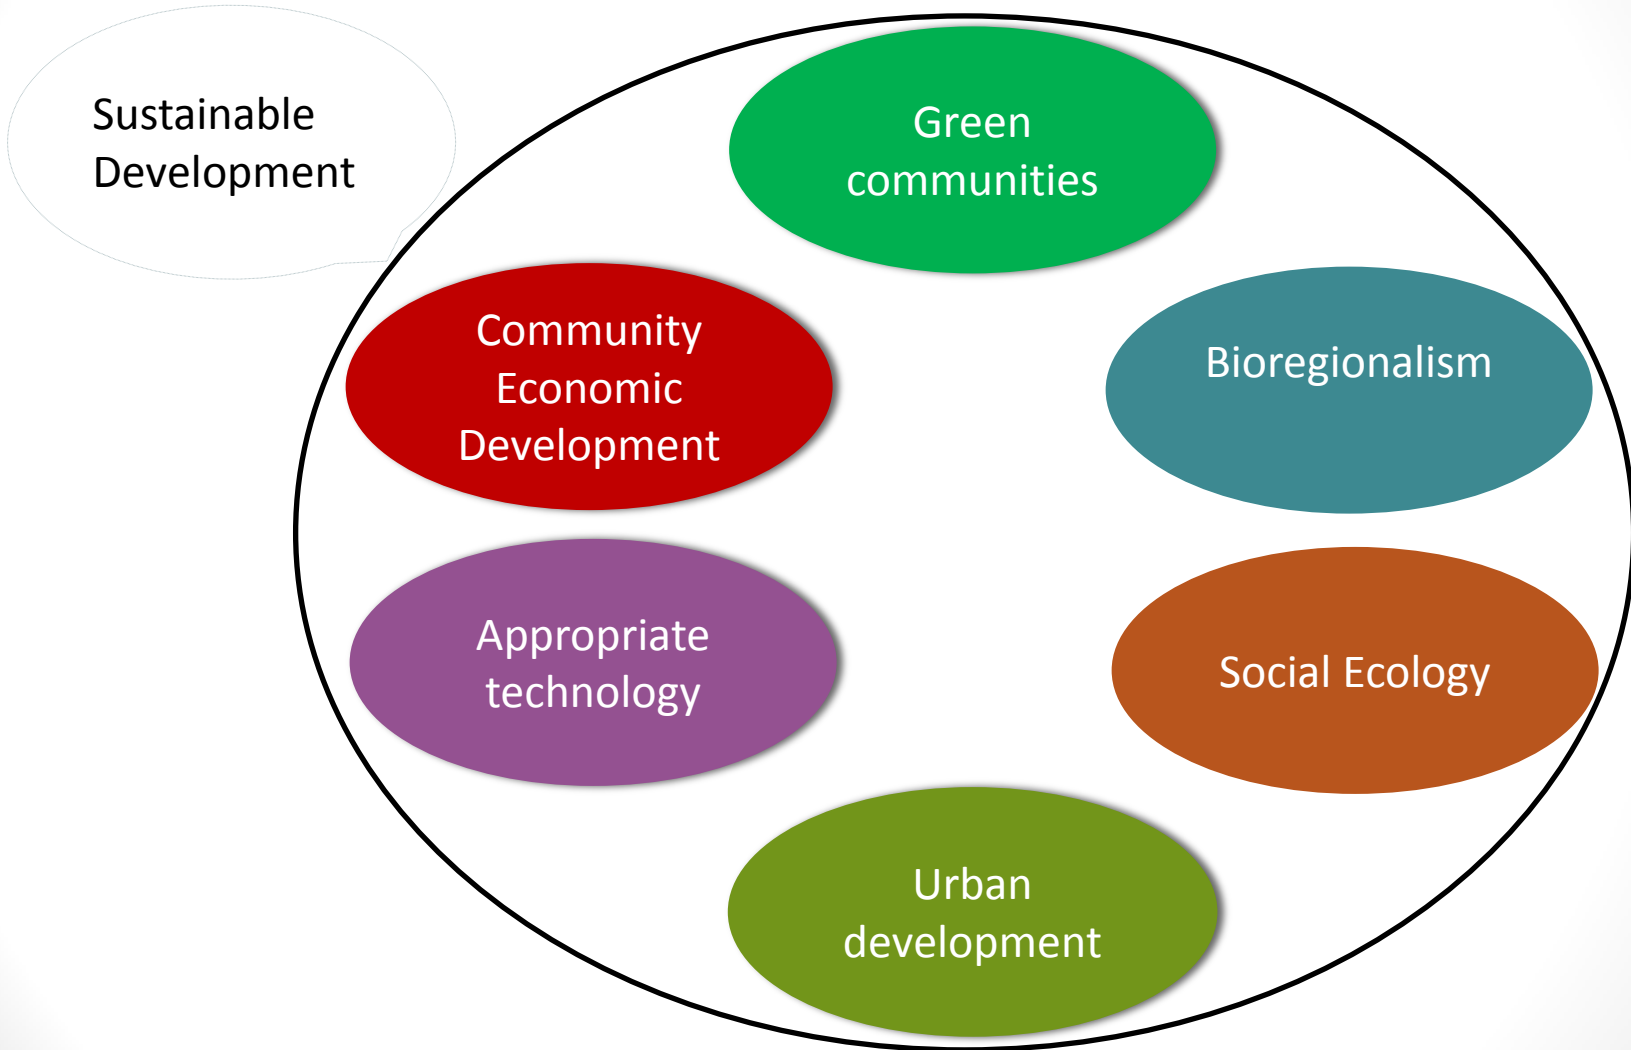 Sustainable
Development
Green
communities
Community
Economic
Development
Bioregionalism
Appropriate
technology
Social Ecology
Urban
development